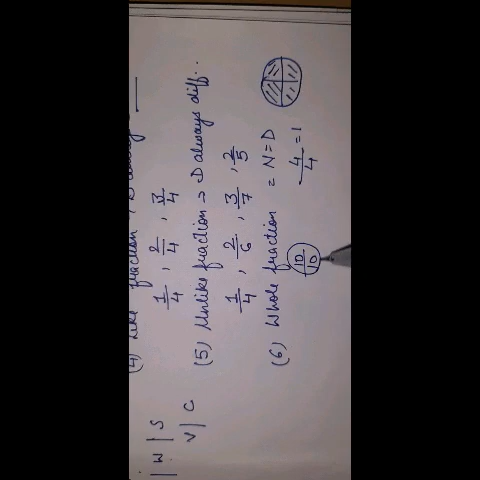 (4) Like fraction, D always
1/4, 2/4, 3/4
(5) Unlike fraction → D always diff..
1/4, 2/6, 3/7, 2/5
(6) Whole fraction = N=D
10/10 4/4 = 1
| W | S
V | C